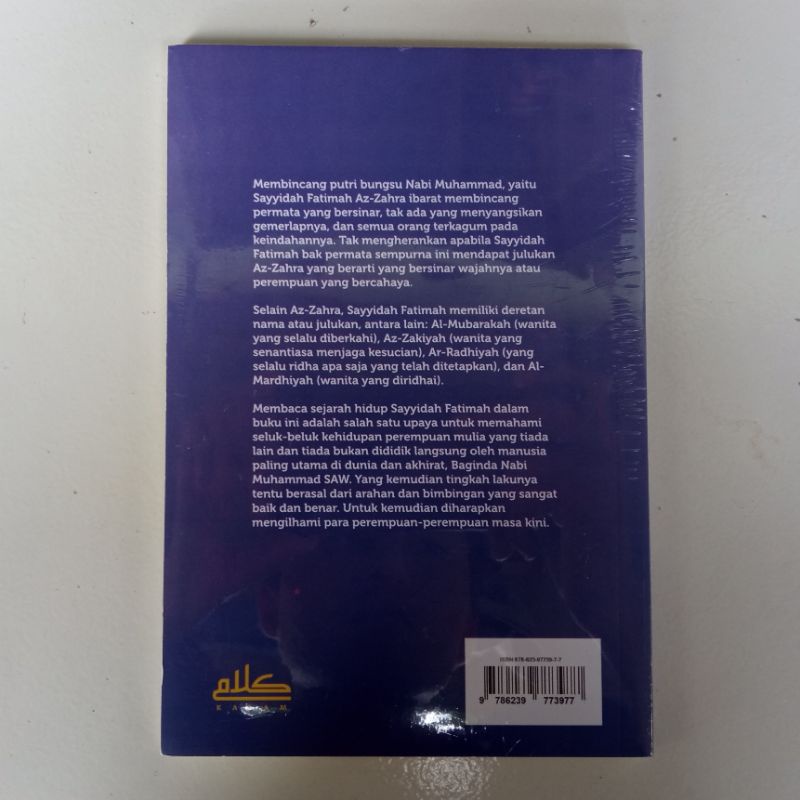 Membincang putri bungsu Nabi Muhammad, yaitu
Sayyidah Fatimah Az-Zahra ibarat membincang
permata yang bersinar, tak ada yang menyangsikan
gemerlapnya, dan semua orang terkagum pada
keindahannya. Tak mengherankan apabila Sayyidah
Fatimah bak permata sempurna ini mendapat julukan
Az-Zahra yang berarti yang bersinar wajahnya atau
perempuan yang bercahaya.
Selain Az-Zahra, Sayyidah Fatimah memiliki deretan
nama atau julukan, antara lain: Al-Mubarakah (wanita
yang selalu diberkahi), Az-Zakiyah (wanita yang
senantiasa menjaga kesucian), Ar-Radhiyah (yang
selalu ridha apa saja yang telah ditetapkan), dan Al-
Mardhiyah (wanita yang diridhai).
Membaca sejarah hidup Sayyidah Fatimah dalam
buku ini adalah salah satu upaya untuk memahami
seluk-beluk kehidupan perempuan mulia yang tiada
lain dan tiada bukan dididik langsung oleh manusia
paling utama di dunia dan akhirat, Baginda Nabi
Muhammad SAW. Yang kemudian tingkah lakunya
tentu berasal dari arahan dan bimbingan yang sangat
baik dan benar. Untuk kemudian diharapkan
mengilhami para perempuan-perempuan masa kini.
كلام
KALAM
ISBN 978-623-97739-7-7
9 786239 773977